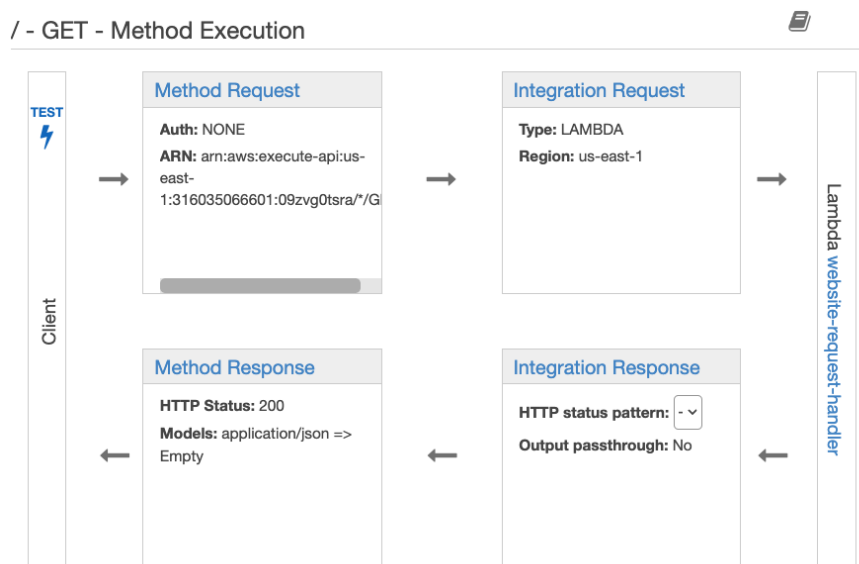 / - GET - Method Execution
TEST
Client
Method Request
Auth: NONE
ARN: arn:aws:execute-api:us-
east-
1:316035066601:09zvg0tsra/*/G
Integration Request
Type: LAMBDA
Region: us-east-1
Lambda website-request-handler
Method Response
HTTP Status: 200
Models: application/json =>
Empty
Integration Response
HTTP status pattern: -
Output passthrough: No